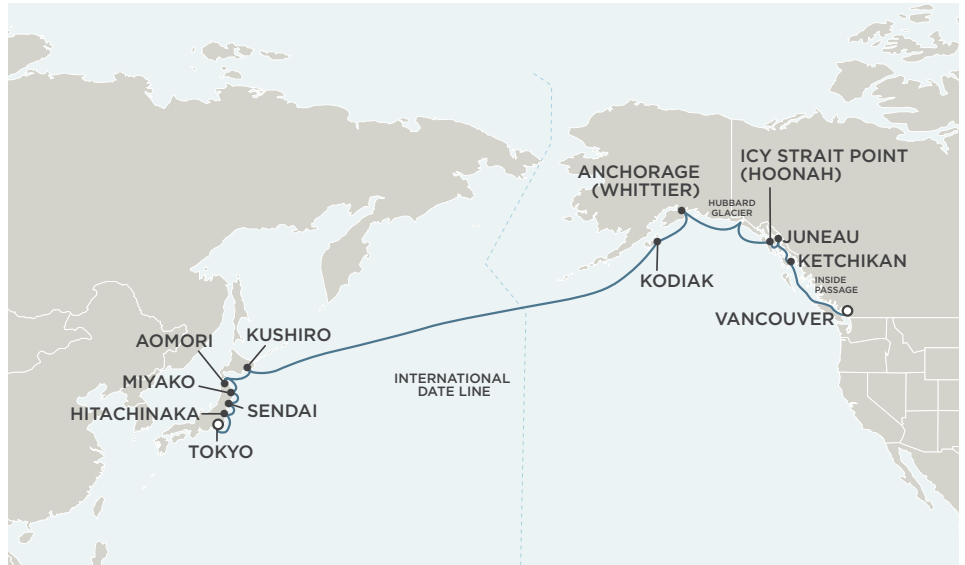 ICY STRAIT POINT
(HOONAH)
ANCHORAGE
(WHITTIER)
HUBBARD
GLACIER
JUNEAU
KETCHIKAN
KODIAK
INSIDE
PASSAGE
VANCOUVER
KUSHIRO
AOMORI
INTERNATIONAL
DATE LINE
MIYAKO
SENDAI
HITACHINAKA
TOKYO